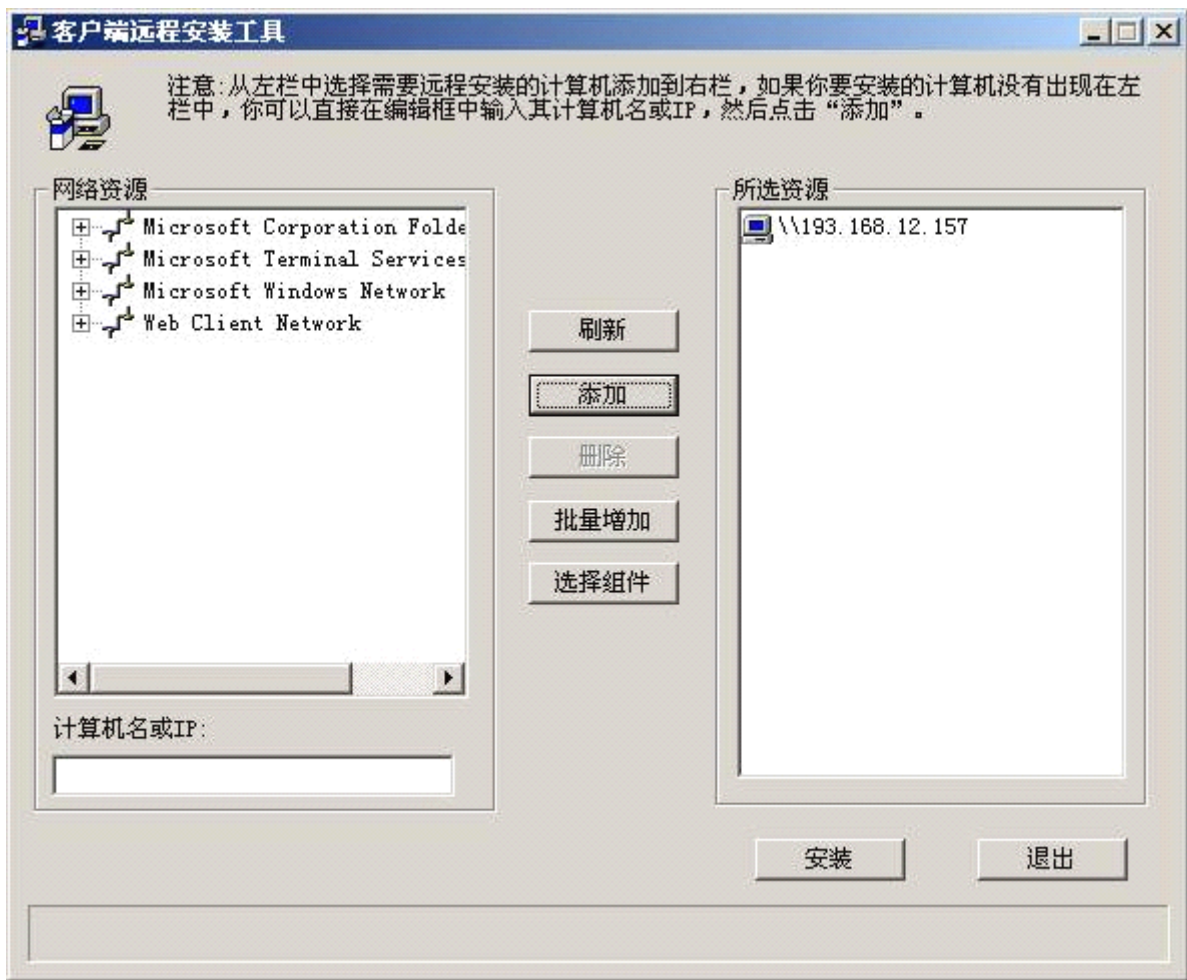 客户端远程安装工具
注意:从左栏中选择需要远程安装的计算机添加到右栏，如果你要安装的计算机没有出现在左
栏中，你可以直接在编辑框中输入其计算机名或IP，然后点击“添加”。
网络资源
Microsoft Corporation Folde
Microsoft Terminal Services
Microsoft Windows Network
Web Client Network
计算机名或IP:
刷新
添加
删除
批量增加
选择组件
所选资源
\\193.168.12.157
安装
退出